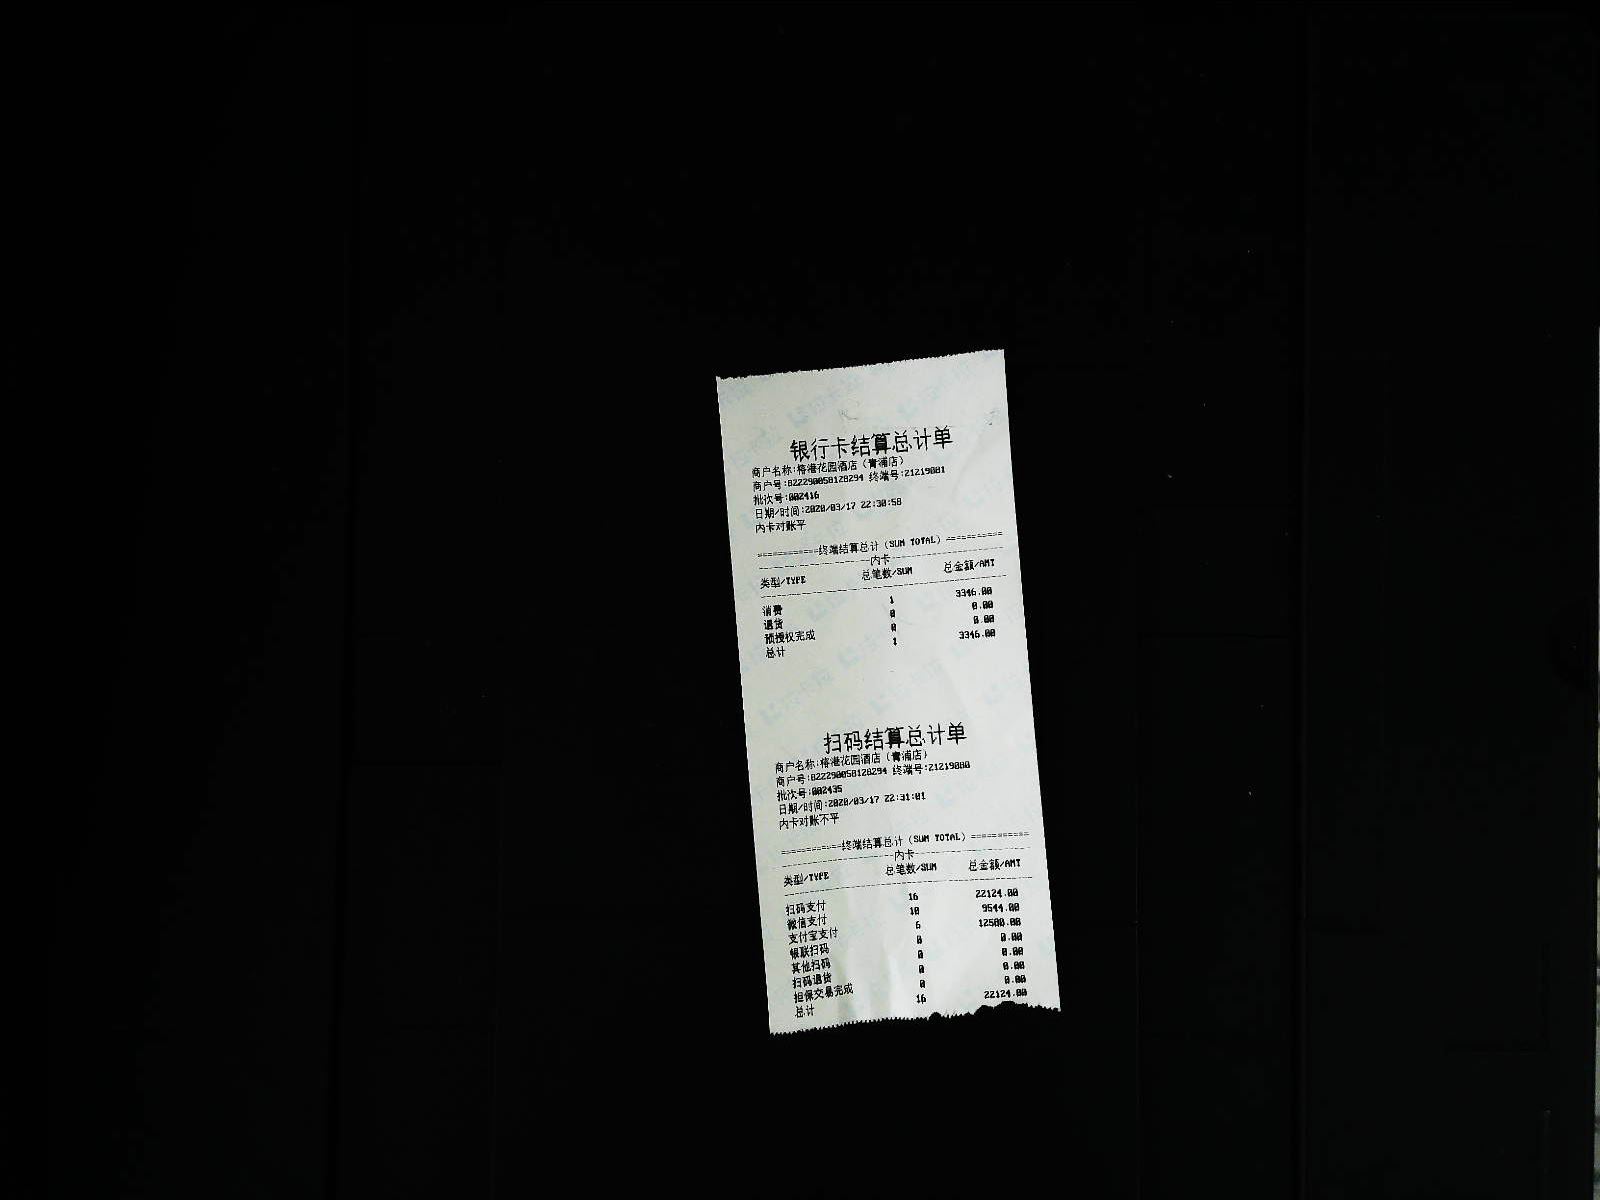 银行卡结算总计单
商户名称:榕港花园酒店（青浦店）
商户号:822290058128294 终端号:21219081
批次号:002416
日期/时间:2020/03/17 22:30:58
内卡对账平
===========终端结算总计（SUM TOTAL）===========
内卡
类型/TYPE 总笔数/SUM 总金额/AMT
消费 1 3346.00
退货 0 0.00
预授权完成 0 0.00
总计 1 3346.00
扫码结算总计单
商户名称:榕港花园酒店（青浦店）
商户号:822290058128294 终端号:21219080
批次号:002435
日期/时间:2020/03/17 22:31:01
内卡对账不平
===========终端结算总计（SUM TOTAL）===========
内卡
类型/TYPE 总笔数/SUM 总金额/AMT
扫码支付 16 22124.00
微信支付 10 9544.00
支付宝支付 6 12580.00
银联扫码 0 0.00
其他扫码 0 0.00
扫码退货 0 0.00
担保交易完成 0 0.00
总计 16 22124.00